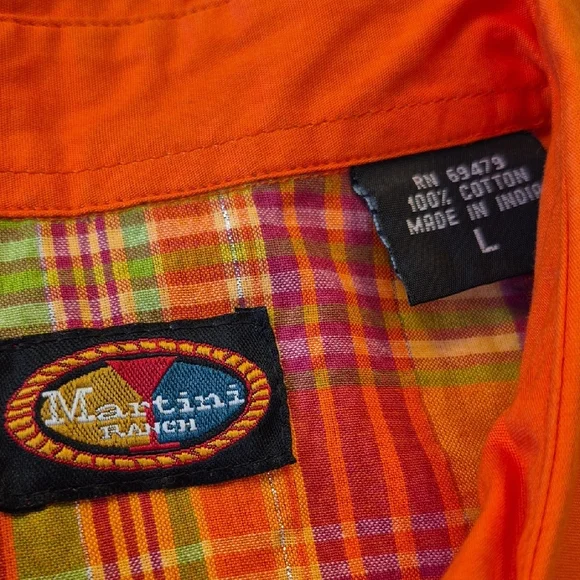 RN 69479
100% COTTON
MADE IN INDIA
L
Martini
RANCH